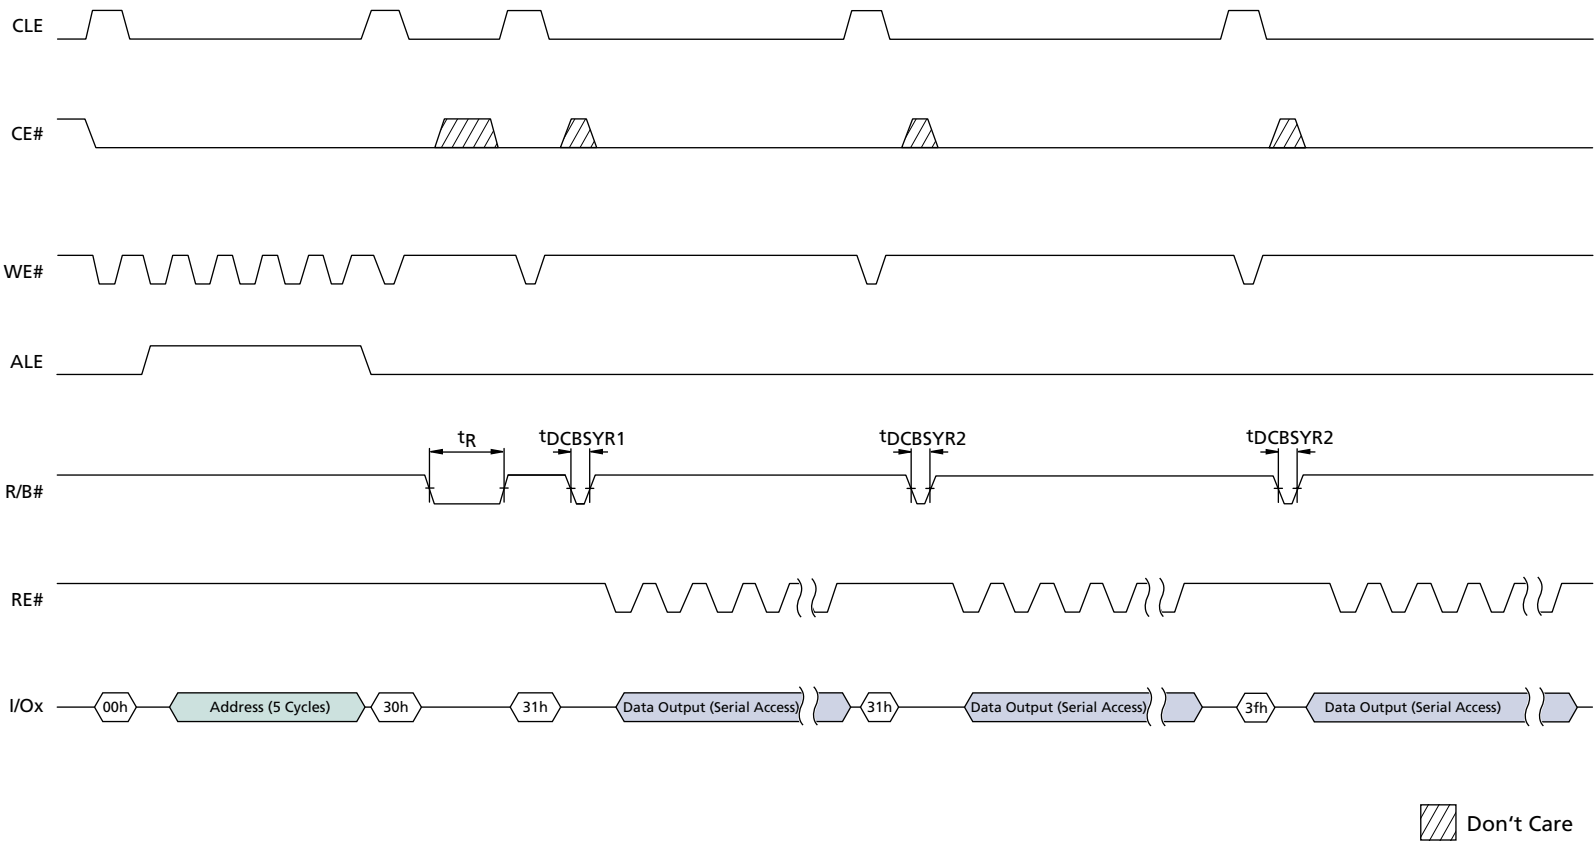 CLE
CE#
WE#
ALE
tR
tDCBSYR1
tDCBSYR2
tDCBSYR2
R/B#
RE#
I/Ox
00h
Address (5 Cycles)
30h
31h
Data Output (Serial Access)
31h
Data Output (Serial Access)
3fh
Data Output (Serial Access)
Don't Care